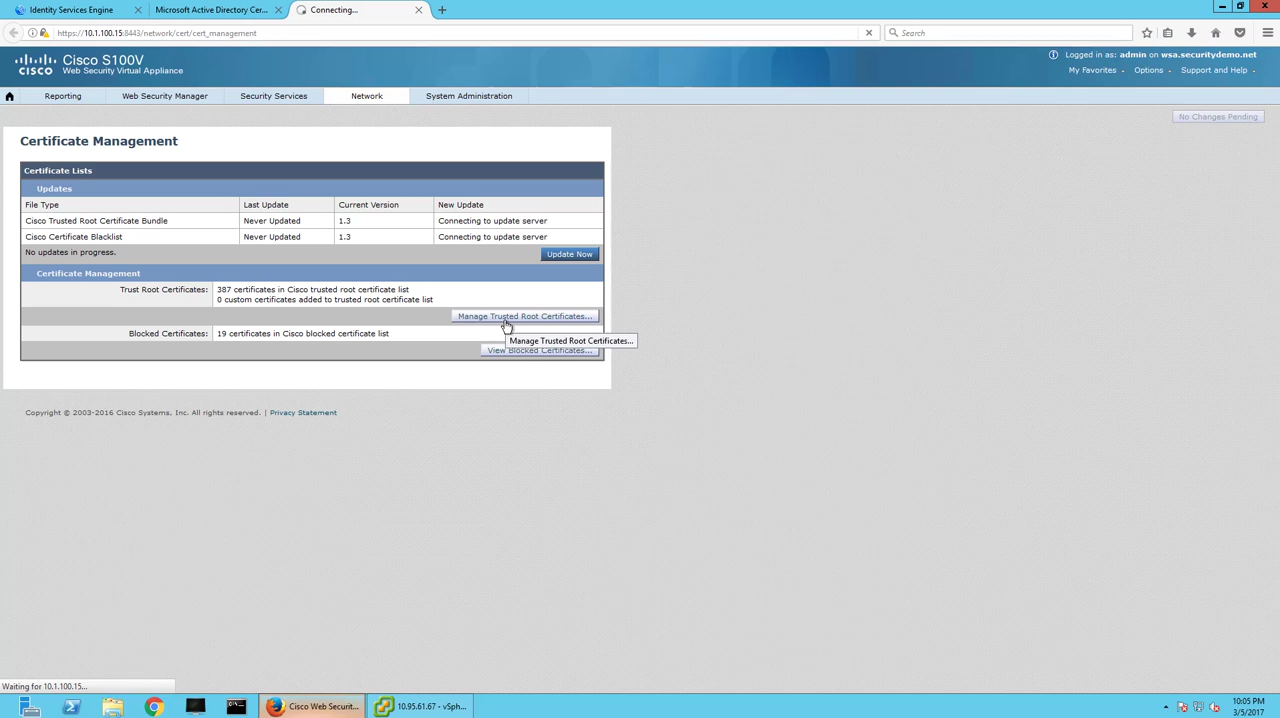 Identity Services Engine
Microsoft Active Directory Cer...
Connecting...
https://10.1.100.15:8443/network/cert/cert_management
Search
cisco
Cisco S100V
Web Security Virtual Appliance
Logged in as: admin on wsa.securitydemo.net
My Favorites
Options
Support and Help
Reporting
Web Security Manager
Security Services
Network
System Administration
No Changes Pending
Certificate Management
Certificate Lists
Updates
File Type Last Update Current Version New Update
Cisco Trusted Root Certificate Bundle Never Updated 1.3 Connecting to update server
Cisco Certificate Blacklist Never Updated 1.3 Connecting to update server
No updates in progress.
Update Now
Certificate Management
Trust Root Certificates: 387 certificates in Cisco trusted root certificate list
0 custom certificates added to trusted root certificate list
Manage Trusted Root Certificates...
Blocked Certificates: 19 certificates in Cisco blocked certificate list
Manage Trusted Root Certificates...
View Blocked Certificates...
Copyright © 2003-2016 Cisco Systems, Inc. All rights reserved. | Privacy Statement
Waiting for 10.1.100.15...
Cisco Web Securit...
10.95.61.67 - vSph...
10:05 PM
3/5/2017